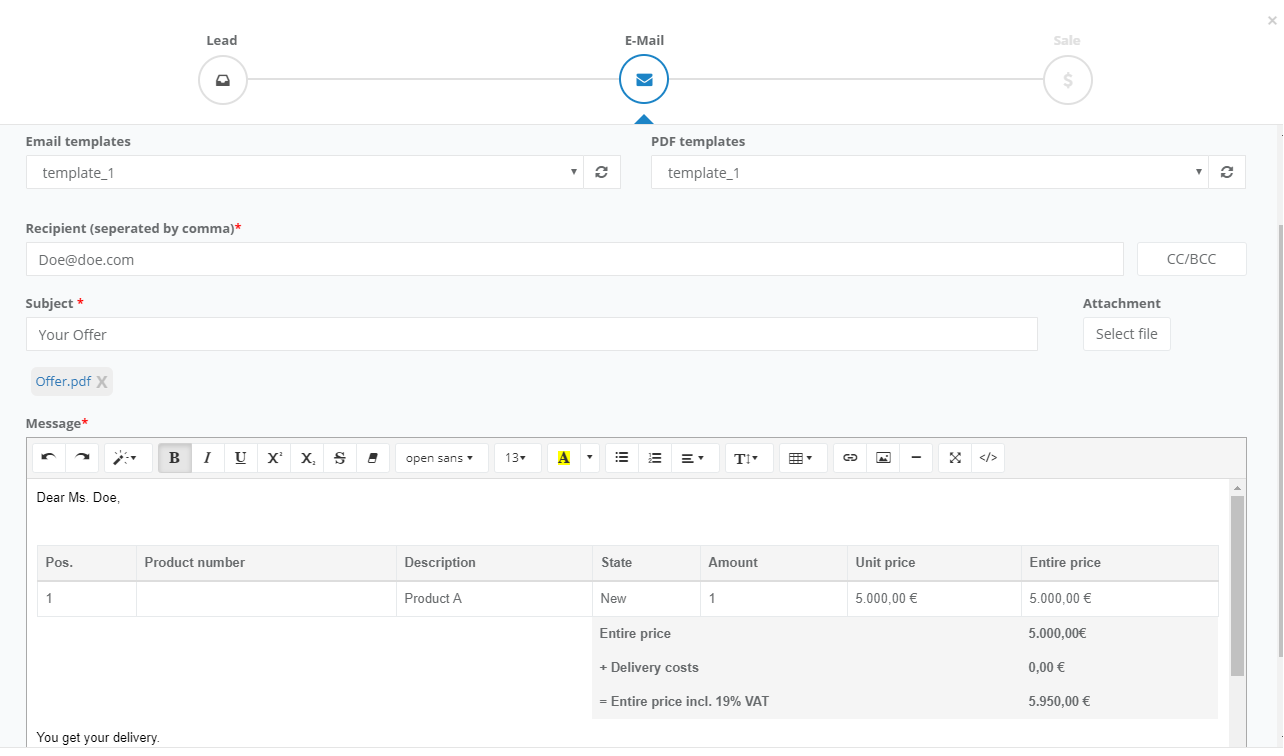 ×
Lead E-Mail Sale
$
Email templates PDF templates
template_1 template_1
Recipient (seperated by comma)*
Doe@doe.com CC/BCC
Subject * Attachment
Your Offer Select file
Offer.pdf X
Message*
B I U X² X₂ S open sans 13 A T </>
Dear Ms. Doe,
Pos. Product number Description State Amount Unit price Entire price
1 Product A New 1 5.000,00 € 5.000,00 €
Entire price 5.000,00€
+ Delivery costs 0,00 €
= Entire price incl. 19% VAT 5.950,00 €
You get your delivery.